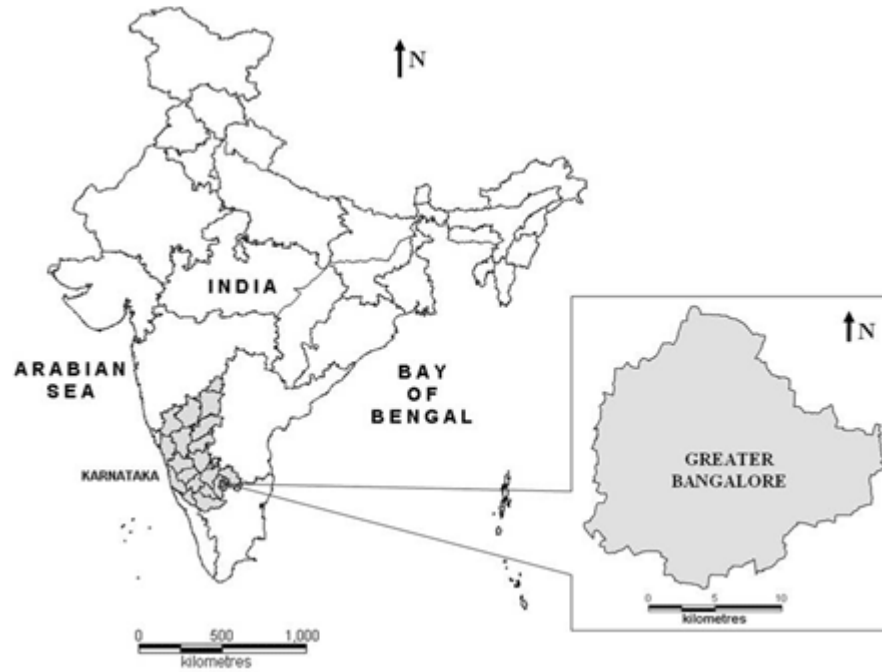 N
N
INDIA
ARABIAN
SEA
BAY
OF
BENGAL
GREATER
BANGALORE
KARNATAKA
0 5 10
kilometres
0 500 1,000
kilometres